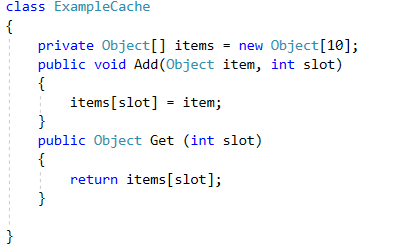 class ExampleCache
{
    private Object[] items = new Object[10];
    public void Add(Object item, int slot)
    {
        items[slot] = item;
    }
    public Object Get (int slot)
    {
        return items[slot];
    }
}